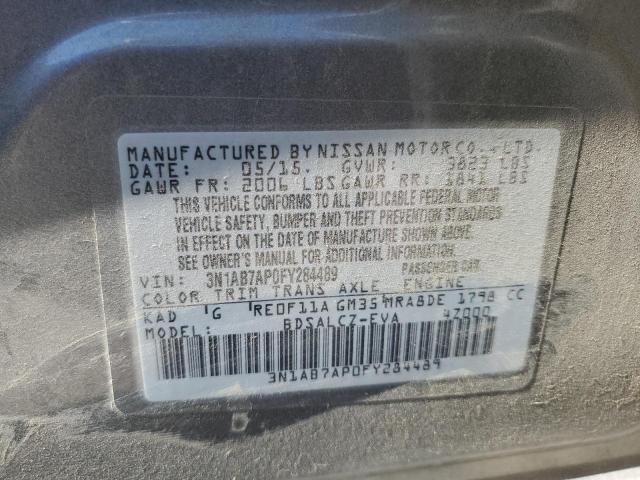 MANUFACTURED BY NISSAN MOTOR CO., LTD.
DATE: 05/15. GVWR: 3823 LBS
GAWR FR: 2006 LBS GAWR RR: 1841 LBS
THIS VEHICLE CONFORMS TO ALL APPLICABLE FEDERAL MOTOR
VEHICLE SAFETY, BUMPER AND THEFT PREVENTION STANDARDS
IN EFFECT ON THE DATE OF MANUFACTURE SHOWN ABOVE.
SEE OWNER'S MANUAL FOR ADDITIONAL INFORMATION
VIN: 3N1AB7AP0FY284489 PASSENGER CAR
COLOR TRIM TRANS AXLE ENGINE
KAD G RE0F11A GM35 MRA8DE 1798 CC
MODEL: BDSALCZ-EVA 4Z000
3N1AB7AP0FY284489